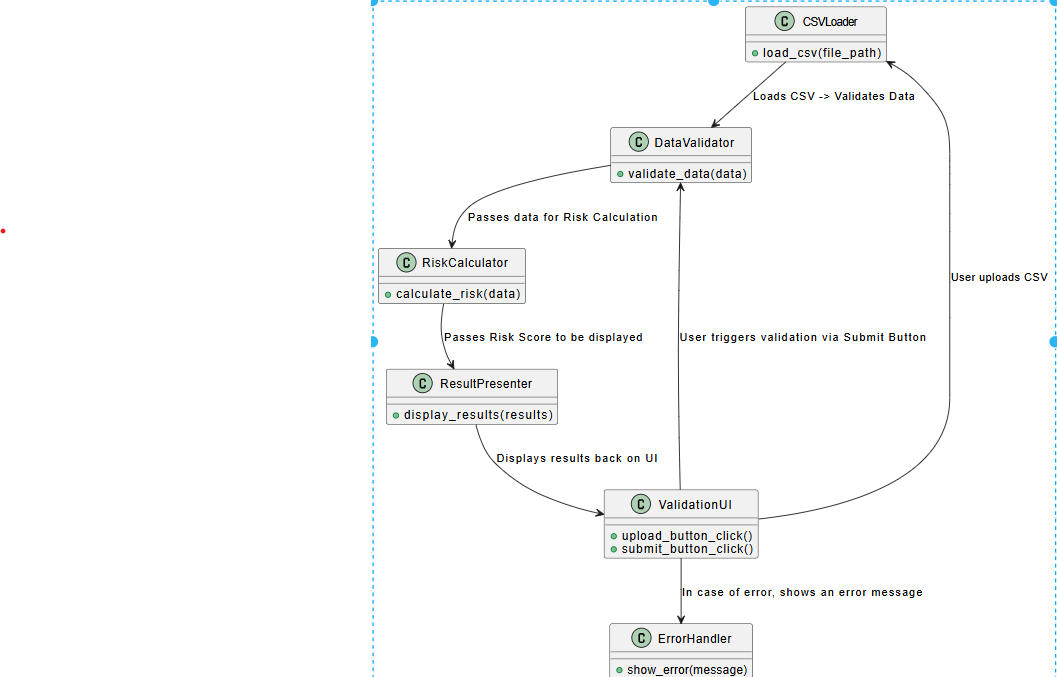 C CSVLoader
load_csv(file_path)
Loads CSV -> Validates Data
C DataValidator
validate_data(data)
Passes data for Risk Calculation
C RiskCalculator
calculate_risk(data)
User uploads CSV
Passes Risk Score to be displayed
User triggers validation via Submit Button
C ResultPresenter
display_results(results)
Displays results back on UI
C ValidationUI
upload_button_click()
submit_button_click()
In case of error, shows an error message
C ErrorHandler
show_error(message)